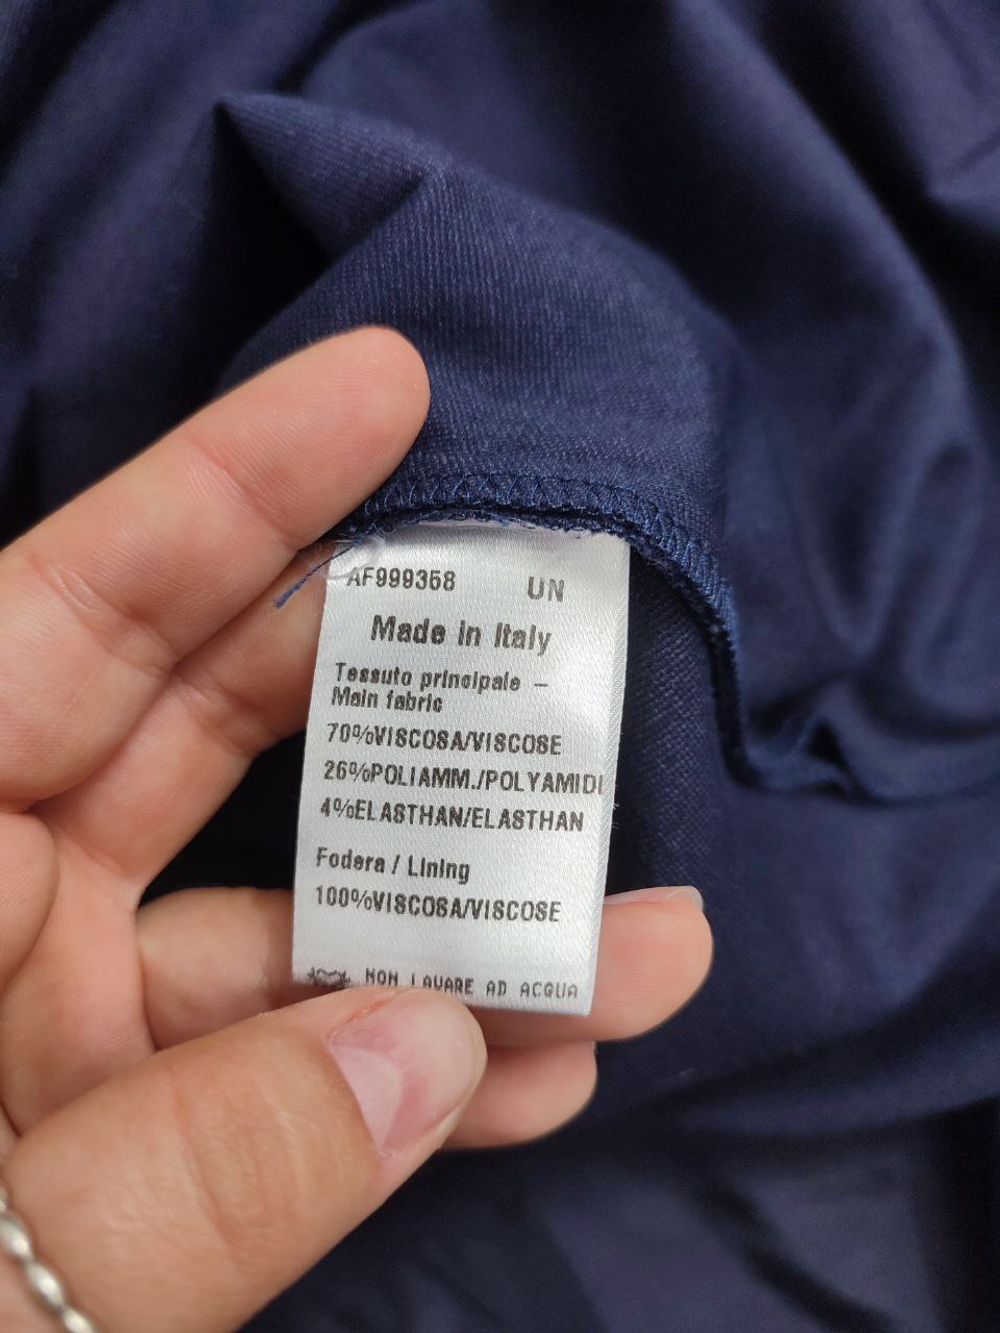 AF999358 UN
Made in Italy
Tessuto principale –
Main fabric
70%VISCOSA/VISCOSE
26%POLIAMM./POLYAMIDE
4%ELASTHAN/ELASTHAN
Fodera / Lining
100%VISCOSA/VISCOSE
NON LAVARE AD ACQUA